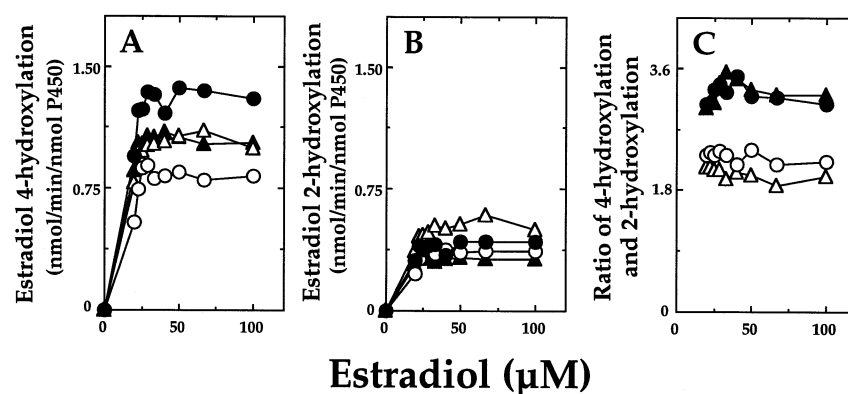 A
Estradiol 4-hydroxylation
(nmol/min/nmol P450)
1.50
0.75
0
0
50
100
B
Estradiol 2-hydroxylation
(nmol/min/nmol P450)
1.50
0.75
0
0
50
100
C
Ratio of 4-hydroxylation
and 2-hydroxylation
3.6
1.8
0
0
50
100
Estradiol (μM)